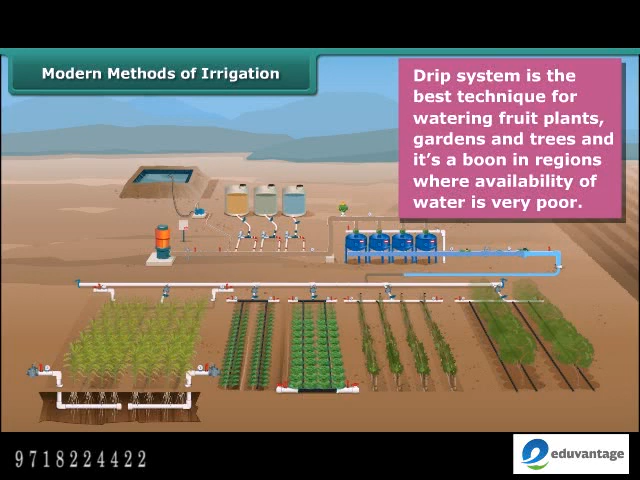 Modern Methods of Irrigation
Drip system is the
best technique for
watering fruit plants,
gardens and trees and
it's a boon in regions
where availability of
water is very poor.
9718224422
eduvantage